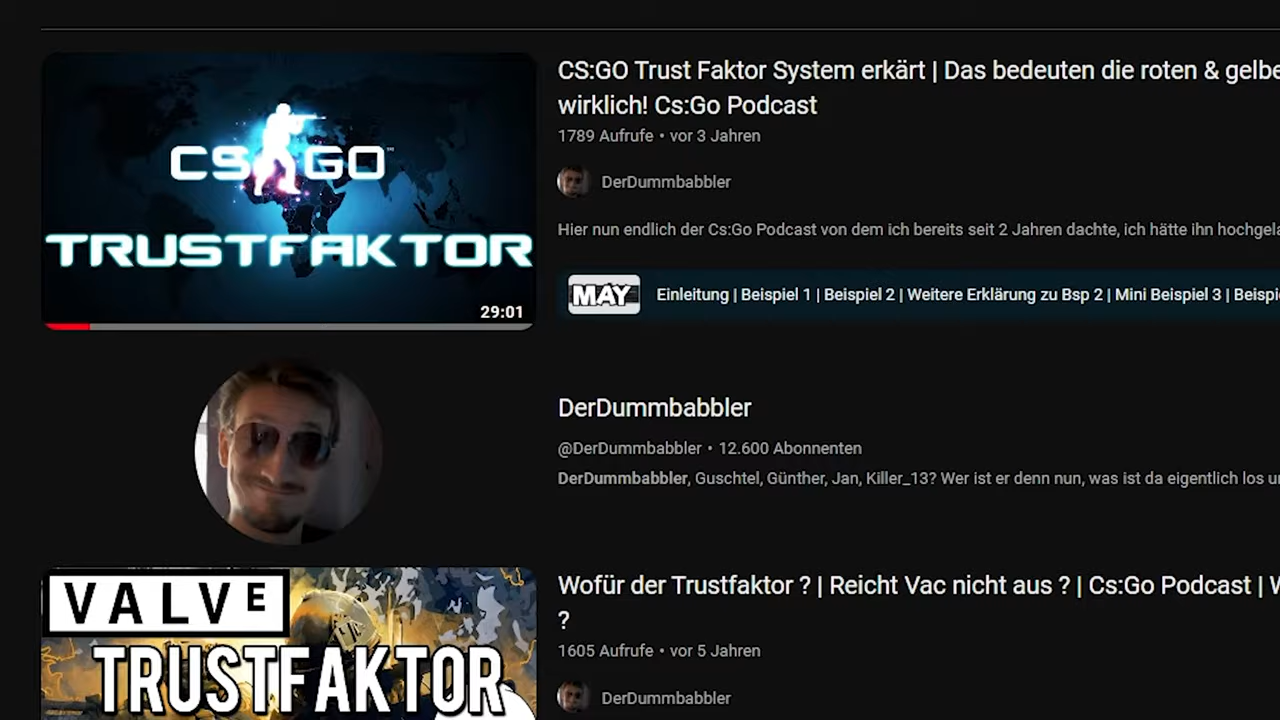 CS GO
TRUSTFAKTOR
29:01
CS:GO Trust Faktor System erkärt | Das bedeuten die roten & gelbe
wirklich! Cs:Go Podcast
1789 Aufrufe • vor 3 Jahren
DerDummbabbler
Hier nun endlich der Cs:Go Podcast von dem ich bereits seit 2 Jahren dachte, ich hätte ihn hochgela
MAY
Einleitung | Beispiel 1 | Beispiel 2 | Weitere Erklärung zu Bsp 2 | Mini Beispiel 3 | Beispi
DerDummbabbler
@DerDummbabbler • 12.600 Abonnenten
DerDummbabbler, Guschtel, Günther, Jan, Killer_13? Wer ist er denn nun, was ist da eigentlich los u
VALVE
TRUSTFAKTOR
Wofür der Trustfaktor ? | Reicht Vac nicht aus ? | Cs:Go Podcast | W
?
1605 Aufrufe • vor 5 Jahren
DerDummbabbler